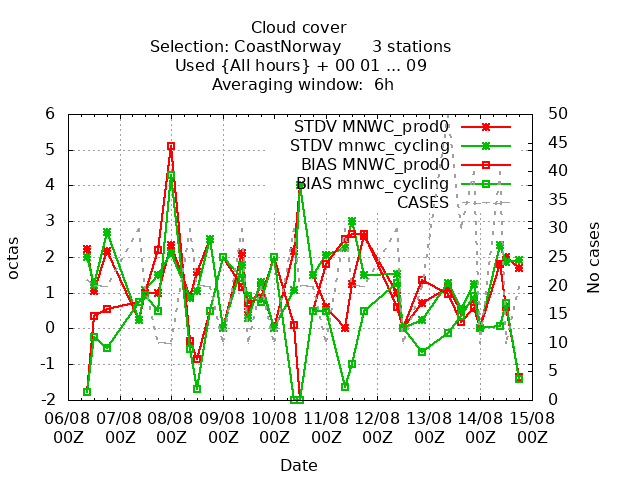 Cloud cover
Selection: CoastNorway 3 stations
Used {All hours} + 00 01 ... 09
Averaging window: 6h
6
5
4
3
2
1
0
-1
-2
octas
50
45
40
35
30
25
20
15
10
5
0
No cases
STDV MNWC_prod0
STDV mnwc_cycling
BIAS MNWC_prod0
BIAS mnwc_cycling
CASES
06/08 07/08 08/08 09/08 10/08 11/08 12/08 13/08 14/08 15/08
00Z 00Z 00Z 00Z 00Z 00Z 00Z 00Z 00Z 00Z
Date